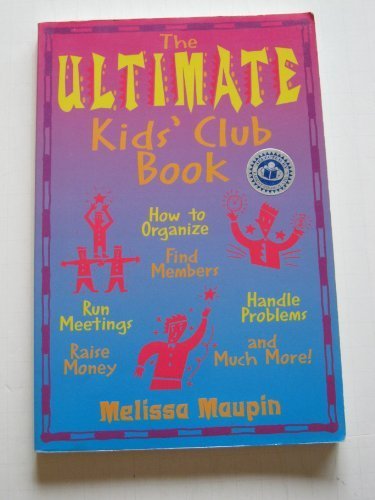 The
ULTIMATE
Kids' Club
Book
How to
Organize
Find
Members
Run
Meetings
Handle
Problems
Raise
Money
and
Much More!
Melissa Maupin